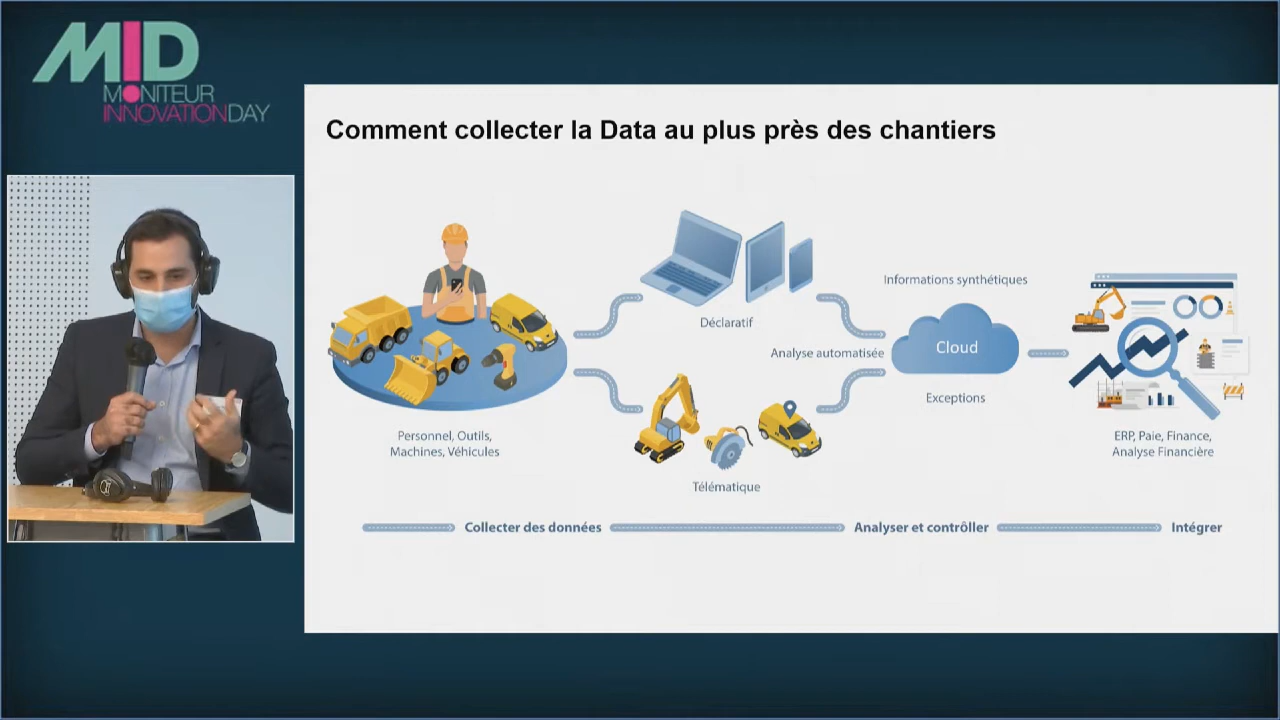 MID
MONITEUR
INNOVATIONDAY
Comment collecter la Data au plus près des chantiers
Personnel, Outils,
Machines, Véhicules
Déclaratif
Télématique
Informations synthétiques
Analyse automatisée
Cloud
Exceptions
ERP, Paie, Finance,
Analyse Financière
Collecter des données
Analyser et contrôller
Intégrer